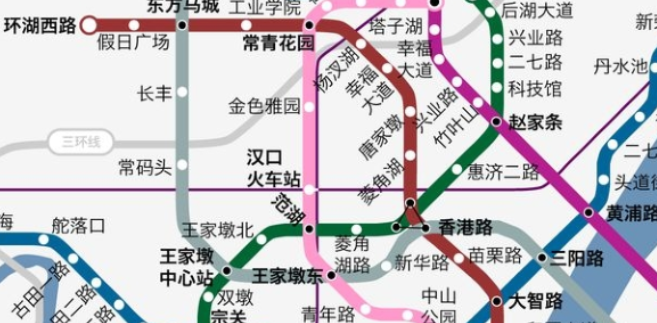 东方马城
工业学院
后湖大道
环湖西路
假日广场
常青花园
塔子湖
幸福
大道
兴业路
二七路
科技馆
丹水池
长丰
金色雅园
杨汊湖
幸福
大道
兴业路
竹叶山
赵家条
唐家墩
三环线
常码头
汉口
火车站
菱角湖
惠济二路
二七
头道街
范湖
黄浦路
舵落口
王家墩北
菱角
湖路
香港路
王家墩
中心站
王家墩东
新华路
苗栗路
三阳路
古田一路
双墩
宗关
青年路
中山
公园
大智路